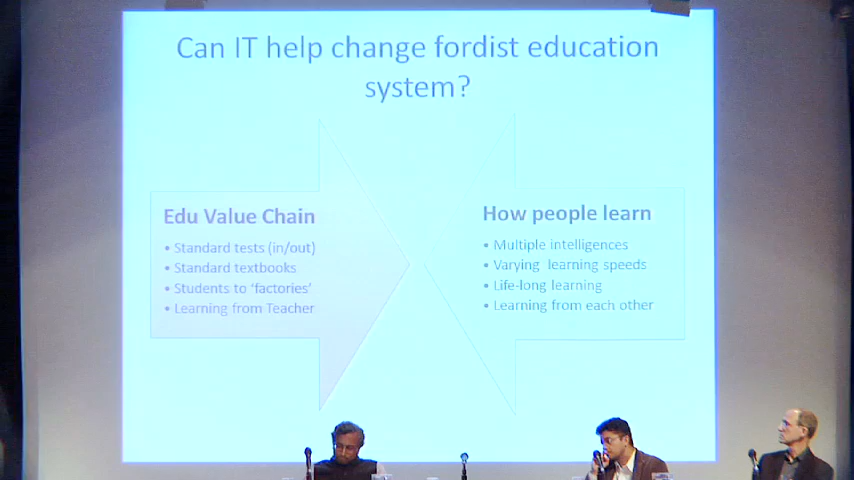 Can IT help change fordist education
system?
Edu Value Chain
• Standard tests (in/out)
• Standard textbooks
• Students to 'factories'
• Learning from Teacher
How people learn
• Multiple intelligences
• Varying learning speeds
• Life-long learning
• Learning from each other